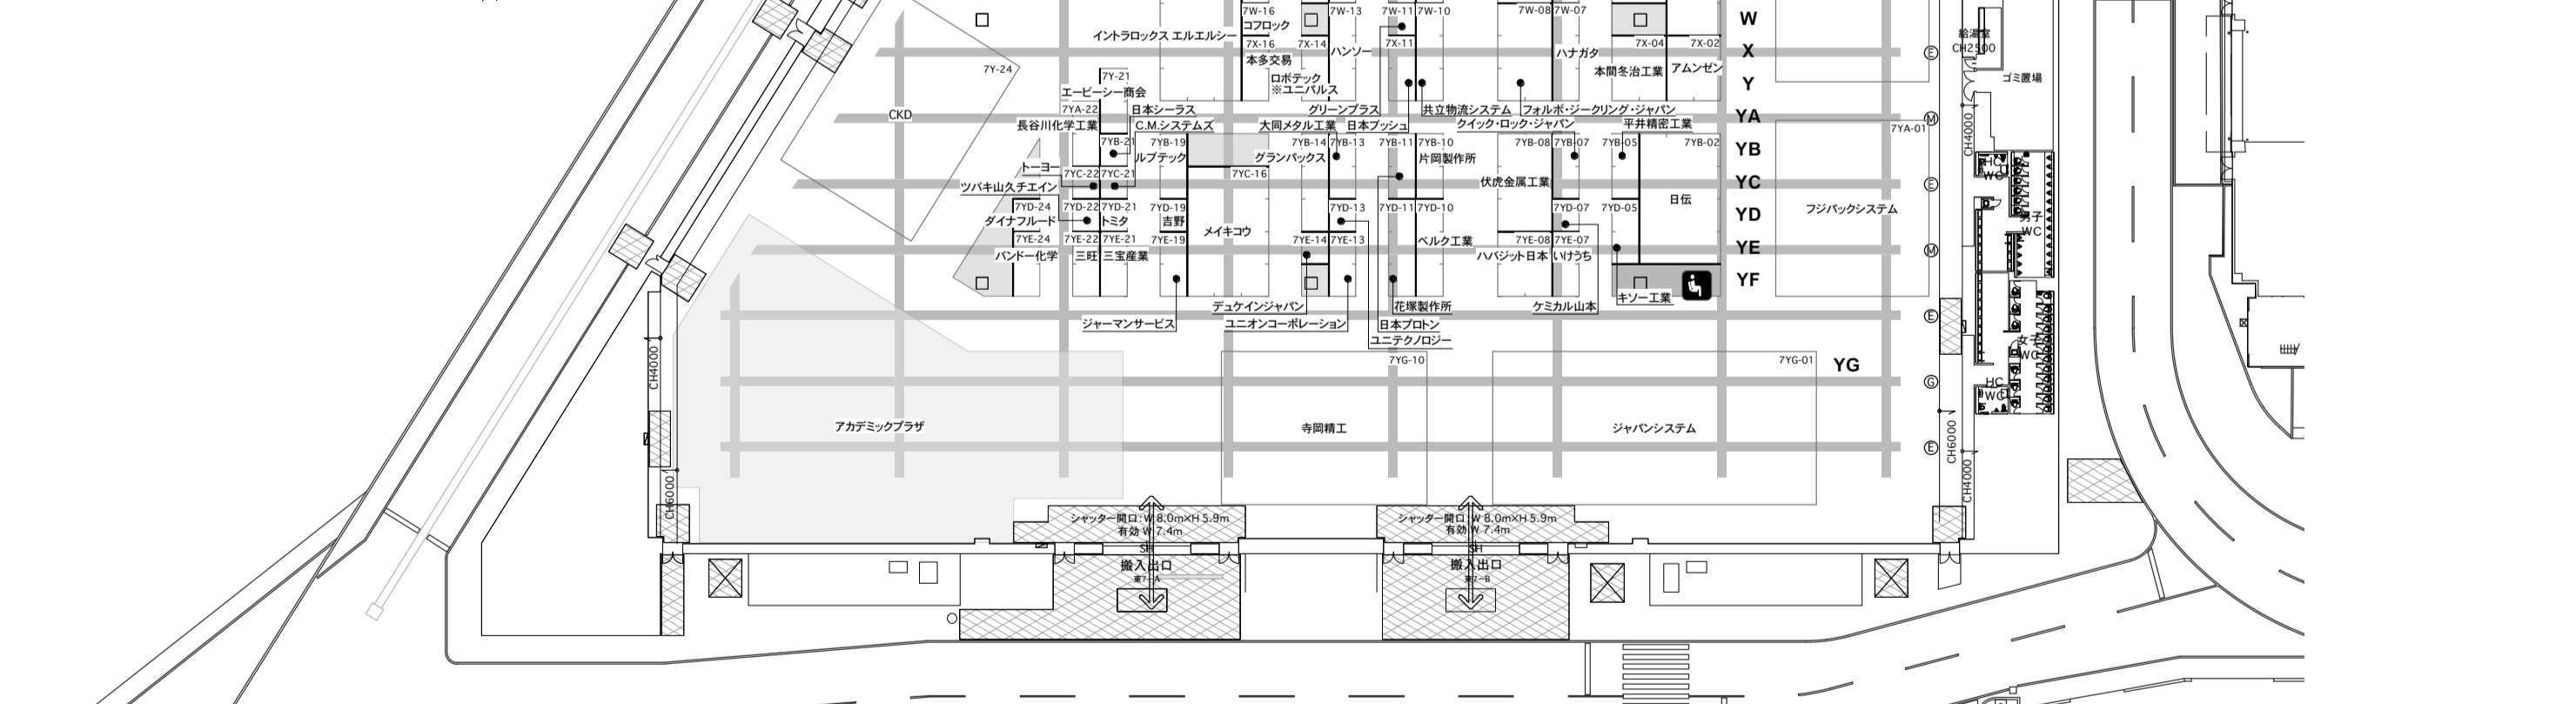 7W-16
7W-13
7W-11
7W-10
7W-08
7W-07
W
コフロック
イントラロックス エルエルシー
7X-16
7X-14
ハンソー
7X-11
ハナガタ
7X-04
7X-02
X
E
給湯室
CH2500
本多交易
7Y-24
7Y-21
ロボテック
※ユニパルス
本間冬治工業
アムンゼン
Y
ゴミ置場
エービーシー商会
CKD
7YA-22
日本シーラス
グリーンプラス
共立物流システム
フォルボ・ジークリング・ジャパン
YA
M
CH4000
長谷川化学工業
C.M.システムズ
大同メタル工業
日本ブッシュ
クイック・ロック・ジャパン
平井精密工業
7YA-01
7YB-21
7YB-19
7YB-14
7YB-13
7YB-11
7YB-10
7YB-08
7YB-07
7YB-05
7YB-02
YB
ルブテック
グランパックス
片岡製作所
HC
WC
トーヨー
7YC-22
7YC-21
7YC-16
YC
E
ツバキ山久チエイン
伏虎金属工業
日伝
7YD-24
7YD-22
7YD-21
7YD-19
7YD-13
7YD-11
7YD-10
7YD-07
7YD-05
YD
フジパックシステム
男子
WC
ダイナフルード
トミタ
吉野
メイキコウ
7YE-24
7YE-22
7YE-21
7YE-19
7YE-14
7YE-13
ベルク工業
7YE-08
7YE-07
YE
M
バンドー化学
三旺
三宝産業
ハバジット日本
いけうち
YF
キソー工業
デュケインジャパン
花塚製作所
ケミカル山本
ジャーマンサービス
ユニオンコーポレーション
日本プロトン
E
ユニテクノロジー
女子
WC
7YG-10
7YG-01
YG
CH4000
G
HC
WC
アカデミックプラザ
寺岡精工
ジャパンシステム
CH6000
E
CH4000
CH6000
シャッター開口:W 8.0m×H 5.9m
有効 W 7.4m
シャッター開口:W 8.0m×H 5.9m
有効 W 7.4m
SH
SH
搬入出口
東7-A
搬入出口
東7-B